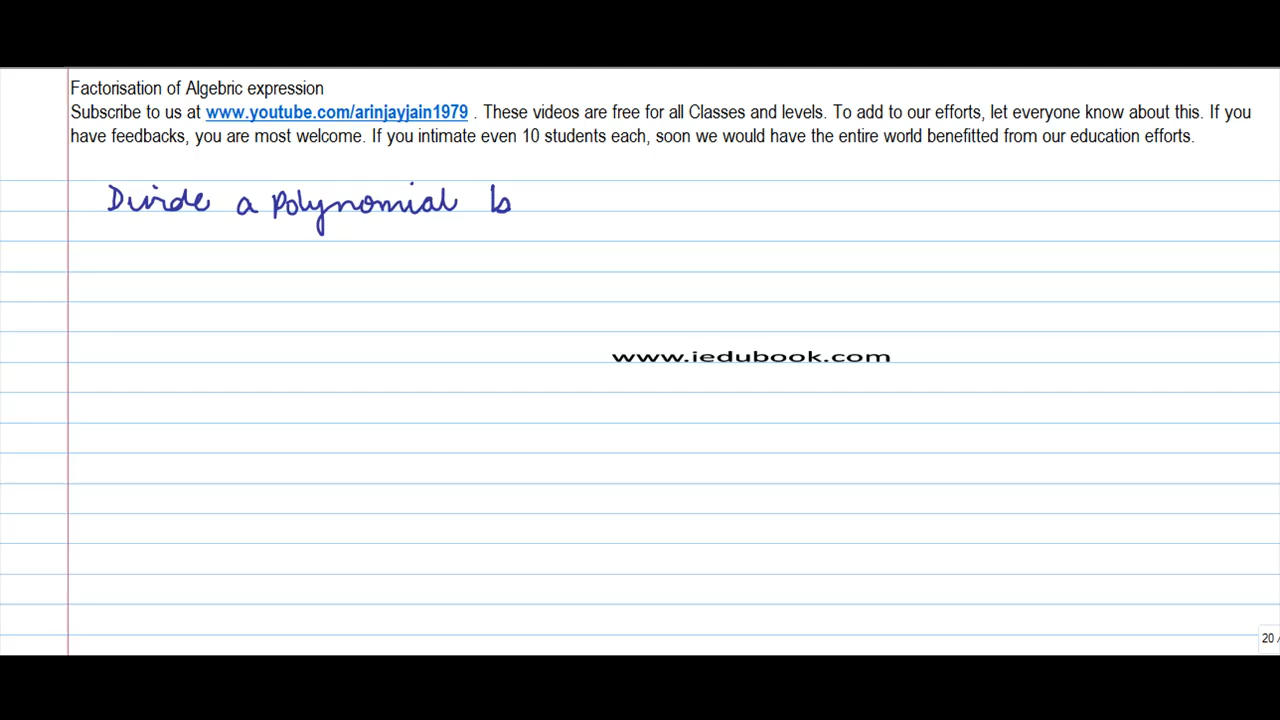 Factorisation of Algebric expression
Subscribe to us at www.youtube.com/arinjayjain1979 . These videos are free for all Classes and levels. To add to our efforts, let everyone know about this. If you
have feedbacks, you are most welcome. If you intimate even 10 students each, soon we would have the entire world benefitted from our education efforts.
Divide a Polynomial b
www.iedubook.com
20 /